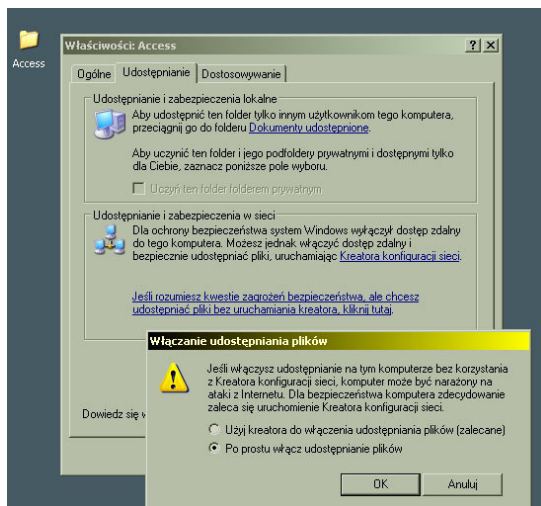 Access
Właściwości: Access
Ogólne
Udostępnianie
Dostosowywanie
Udostępnianie i zabezpieczenia lokalne
Aby udostępnić ten folder tylko innym użytkownikom tego komputera,
przeciągnij go do folderu Dokumenty udostępnione.
Aby uczynić ten folder i jego podfoldery prywatnymi i dostępnymi tylko
dla Ciebie, zaznacz poniższe pole wyboru.
Uczyń ten folder folderem prywatnym
Udostępnianie i zabezpieczenia w sieci
Dla ochrony bezpieczeństwa system Windows wyłączył dostęp zdalny
do tego komputera. Możesz jednak włączyć dostęp zdalny i
bezpiecznie udostępniać pliki, uruchamiając Kreatora konfiguracji sieci.
Jeśli rozumiesz kwestie zagrożeń bezpieczeństwa, ale chcesz
udostępniać pliki bez uruchamiania kreatora, kliknij tutaj.
Włączanie udostępniania plików
Jeśli włączysz udostępnianie na tym komputerze bez korzystania
z Kreatora konfiguracji sieci, komputer może być narażony na
ataki z Internetu. Dla bezpieczeństwa komputera zdecydowanie
zaleca się uruchomienie Kreatora konfiguracji sieci.
Dowiedz się
Użyj kreatora do włączenia udostępniania plików (zalecane)
Po prostu włącz udostępnianie plików
OK
Anuluj